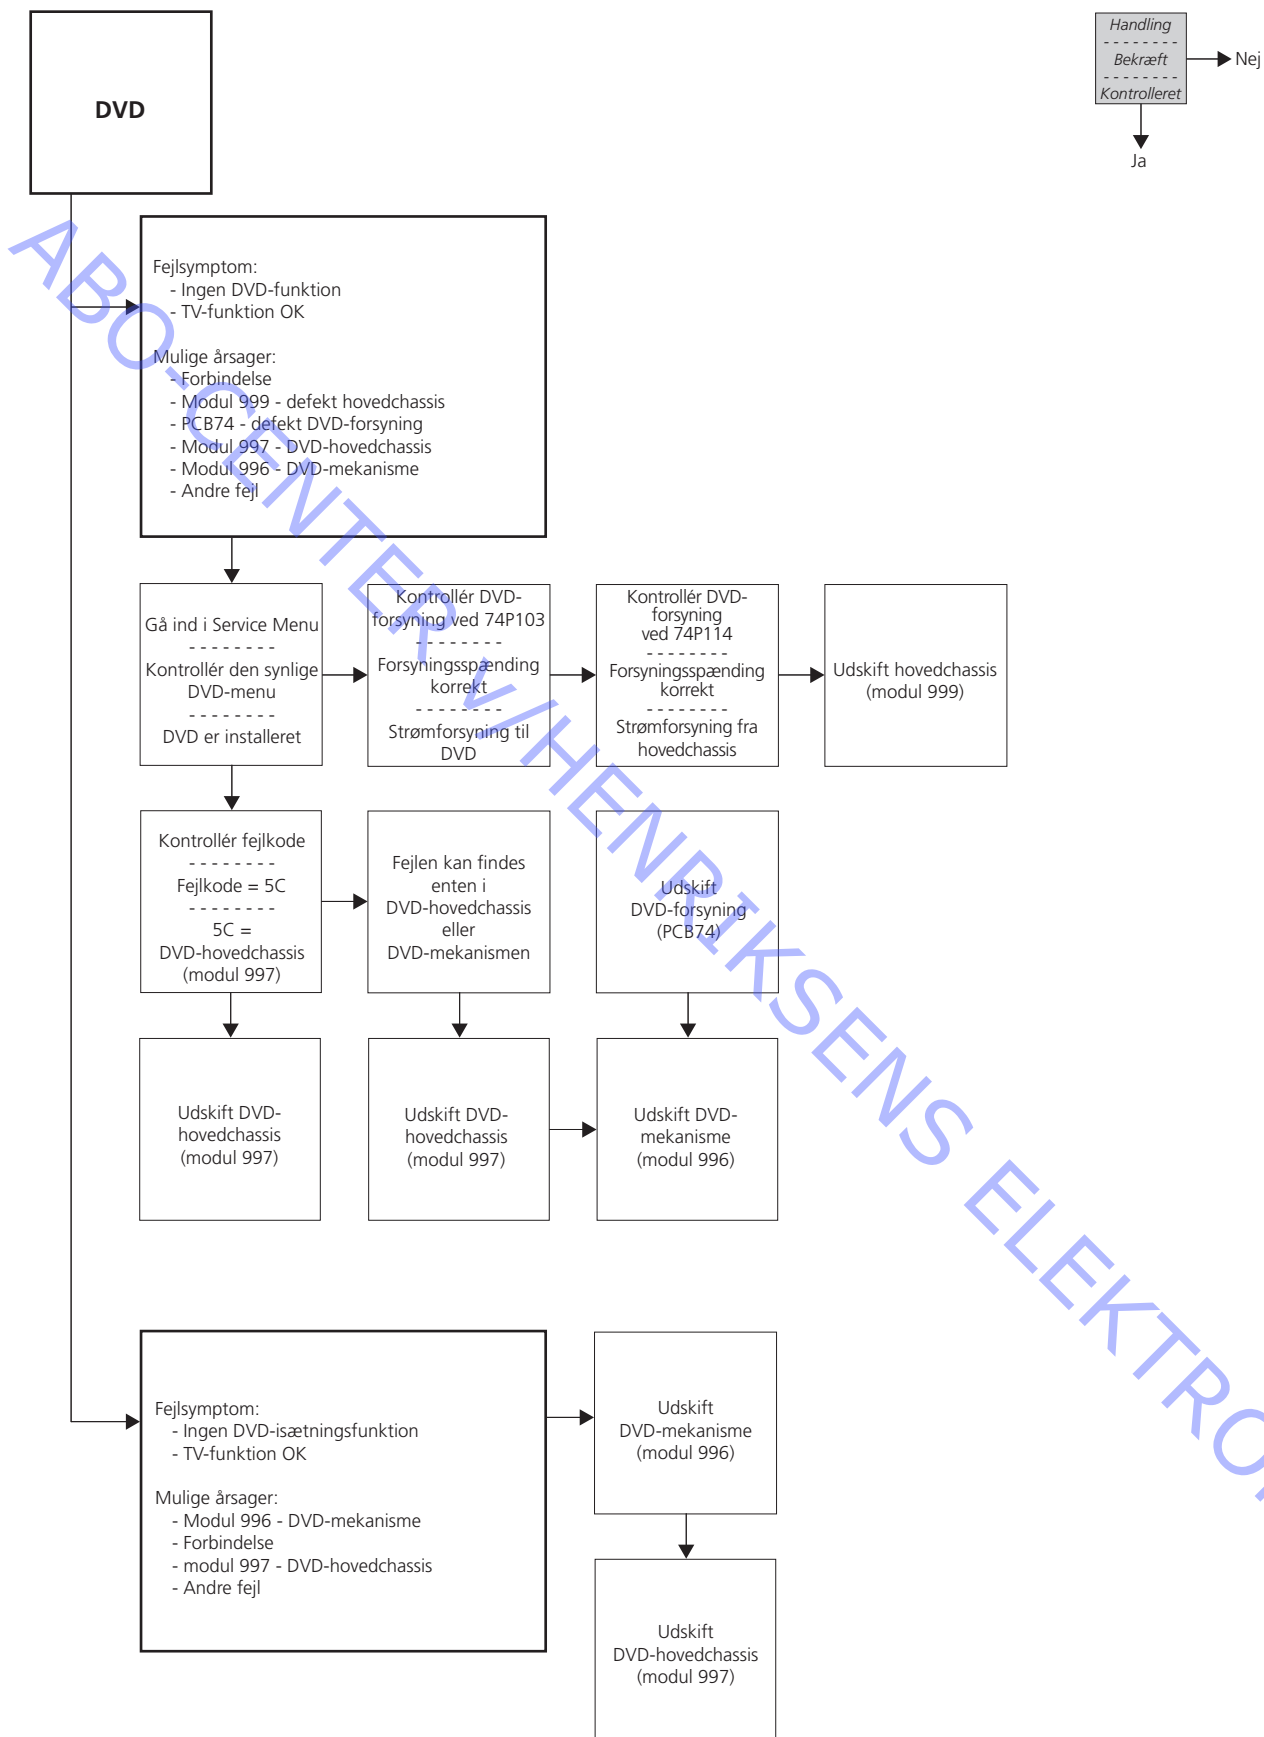 DVD
Handling
- - - - - - - -
Bekræft
- - - - - - - -
Kontrolleret
Nej
Ja
Fejlsymptom:
- Ingen DVD-funktion
- TV-funktion OK
Mulige årsager:
- Forbindelse
- Modul 999 - defekt hovedchassis
- PCB74 - defekt DVD-forsyning
- Modul 997 - DVD-hovedchassis
- Modul 996 - DVD-mekanisme
- Andre fejl
Gå ind i Service Menu
- - - - - - - -
Kontrollér den synlige
DVD-menu
- - - - - - - -
DVD er installeret
Kontrollér DVD-
forsyning ved 74P103
- - - - - - - -
Forsyningsspænding
korrekt
- - - - - - - -
Strømforsyning til
DVD
Kontrollér DVD-
forsyning
ved 74P114
- - - - - - - -
Forsyningsspænding
korrekt
- - - - - - - -
Strømforsyning fra
hovedchassis
Udskift hovedchassis
(modul 999)
Kontrollér fejlkode
- - - - - - - -
Fejlkode = 5C
- - - - - - - -
5C =
DVD-hovedchassis
(modul 997)
Fejlen kan findes
enten i
DVD-hovedchassis
eller
DVD-mekanismen
Udskift
DVD-forsyning
(PCB74)
Udskift DVD-
hovedchassis
(modul 997)
Udskift DVD-
hovedchassis
(modul 997)
Udskift DVD-
mekanisme
(modul 996)
Fejlsymptom:
- Ingen DVD-isætningsfunktion
- TV-funktion OK
Mulige årsager:
- Modul 996 - DVD-mekanisme
- Forbindelse
- modul 997 - DVD-hovedchassis
- Andre fejl
Udskift
DVD-mekanisme
(modul 996)
Udskift
DVD-hovedchassis
(modul 997)
ABO-CENTER v/HENRIKSENS ELEKTRO